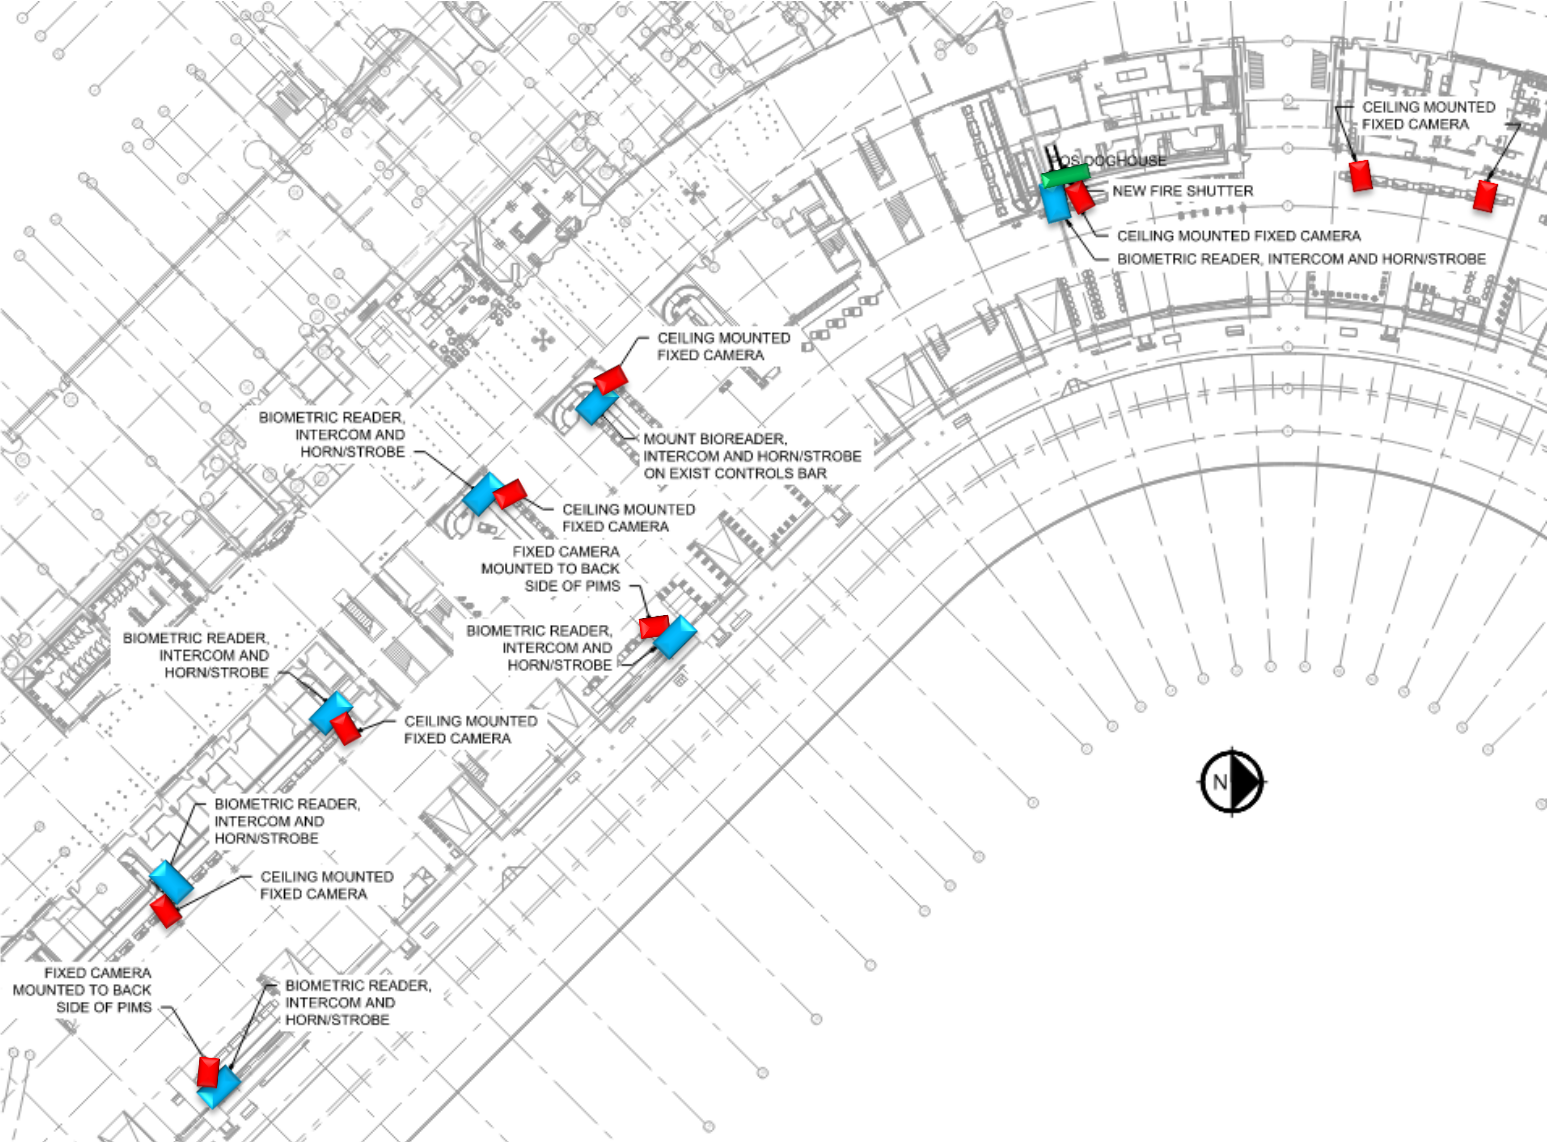 CEILING MOUNTED
FIXED CAMERA
POS DOGHOUSE
NEW FIRE SHUTTER
CEILING MOUNTED FIXED CAMERA
BIOMETRIC READER, INTERCOM AND HORN/STROBE
CEILING MOUNTED
FIXED CAMERA
BIOMETRIC READER,
INTERCOM AND
HORN/STROBE
MOUNT BIOREADER,
INTERCOM AND HORN/STROBE
ON EXIST CONTROLS BAR
CEILING MOUNTED
FIXED CAMERA
FIXED CAMERA
MOUNTED TO BACK
SIDE OF PIMS
BIOMETRIC READER,
INTERCOM AND
HORN/STROBE
BIOMETRIC READER,
INTERCOM AND
HORN/STROBE
CEILING MOUNTED
FIXED CAMERA
N
BIOMETRIC READER,
INTERCOM AND
HORN/STROBE
CEILING MOUNTED
FIXED CAMERA
FIXED CAMERA
MOUNTED TO BACK
SIDE OF PIMS
BIOMETRIC READER,
INTERCOM AND
HORN/STROBE